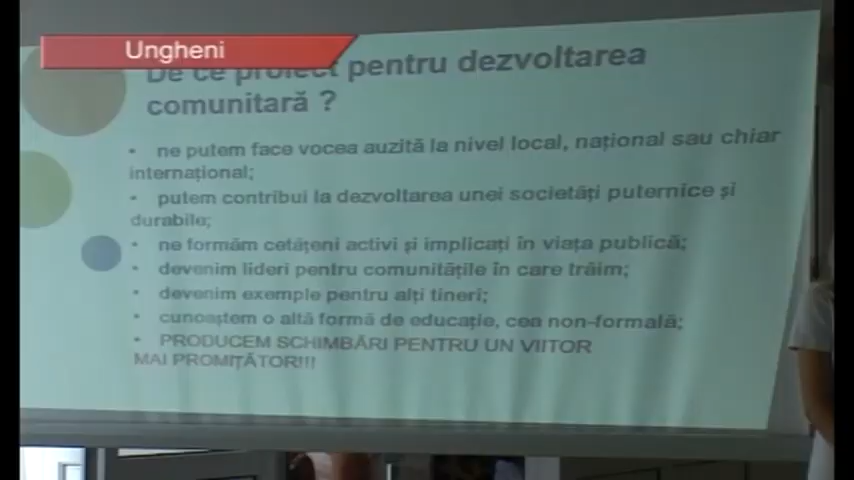 Ungheni
De ce proiect pentru dezvoltarea
comunitară ?
• ne putem face vocea auzită la nivel local, național sau chiar
internațional;
• putem contribui la dezvoltarea unei societăți puternice și
durabile;
• ne formăm cetățeni activi și implicați în viața publică;
• devenim lideri pentru comunitățile în care trăim;
• devenim exemple pentru alți tineri;
• cunoaștem o altă formă de educație, cea non-formală;
• PRODUCEM SCHIMBĂRI PENTRU UN VIITOR
MAI PROMIȚĂTOR!!!